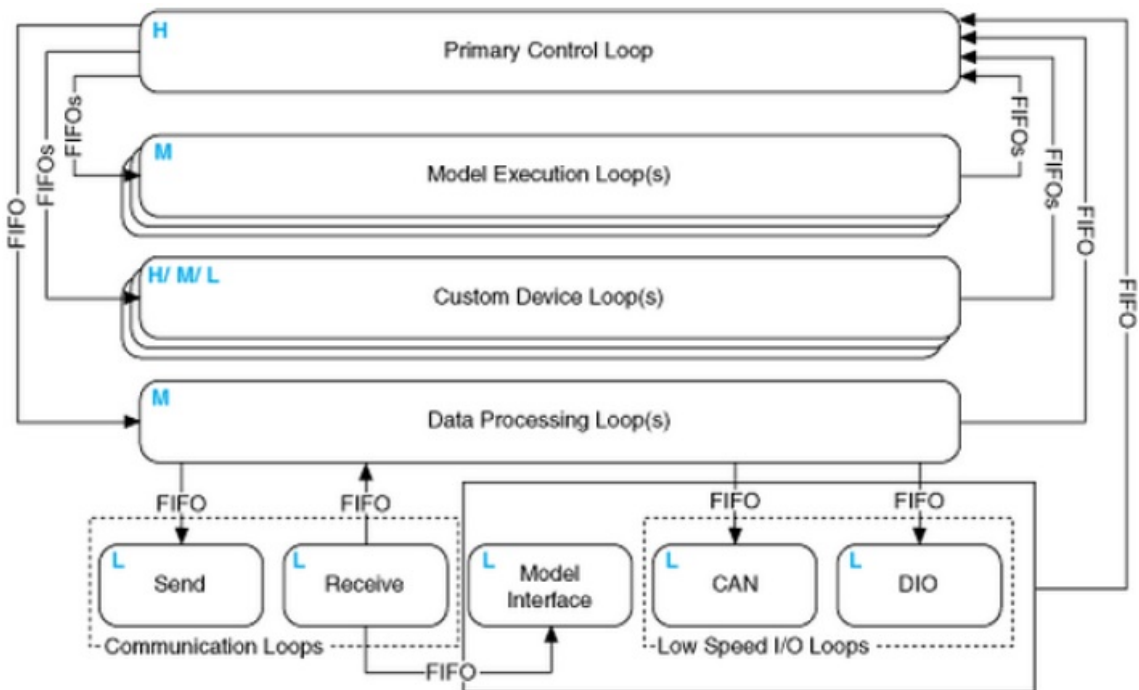 H
Primary Control Loop
FIFOs
FIFOs
M
Model Execution Loop(s)
FIFOs
FIFOs
FIFO
H/ M/ L
Custom Device Loop(s)
FIFO
FIFO
M
Data Processing Loop(s)
FIFO
FIFO
FIFO
FIFO
L
Send
L
Receive
L
Model
Interface
L
CAN
L
DIO
Communication Loops
Low Speed I/O Loops
FIFO